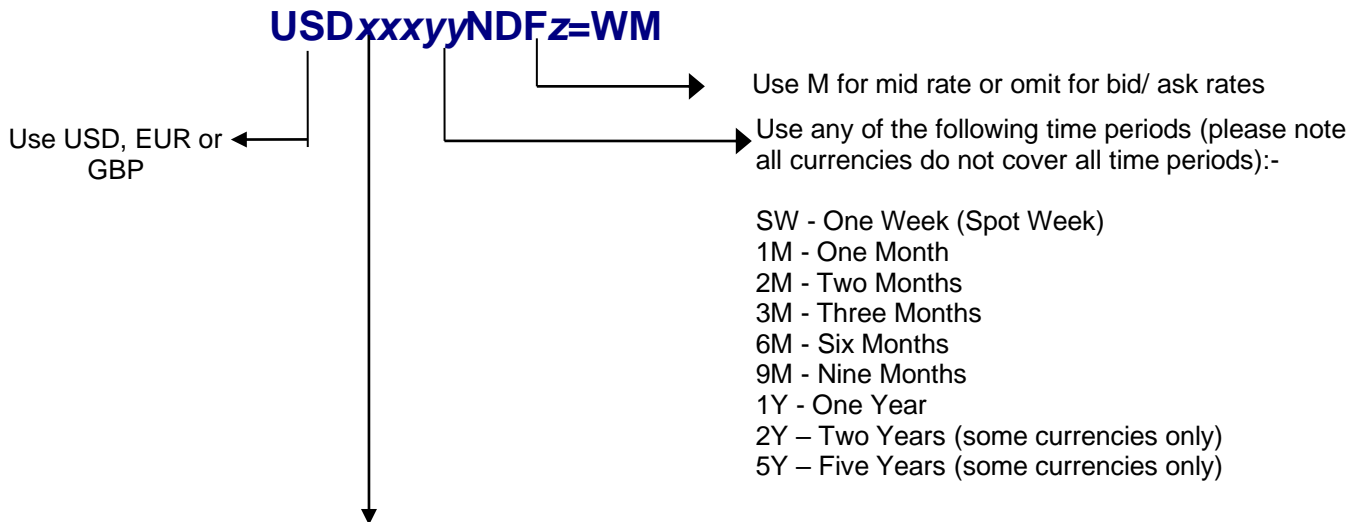 USDxxxyyNDFz=WM
Use M for mid rate or omit for bid/ ask rates
Use USD, EUR or
GBP
Use any of the following time periods (please note
all currencies do not cover all time periods):-
SW - One Week (Spot Week)
1M - One Month
2M - Two Months
3M - Three Months
6M - Six Months
9M - Nine Months
1Y - One Year
2Y – Two Years (some currencies only)
5Y – Five Years (some currencies only)